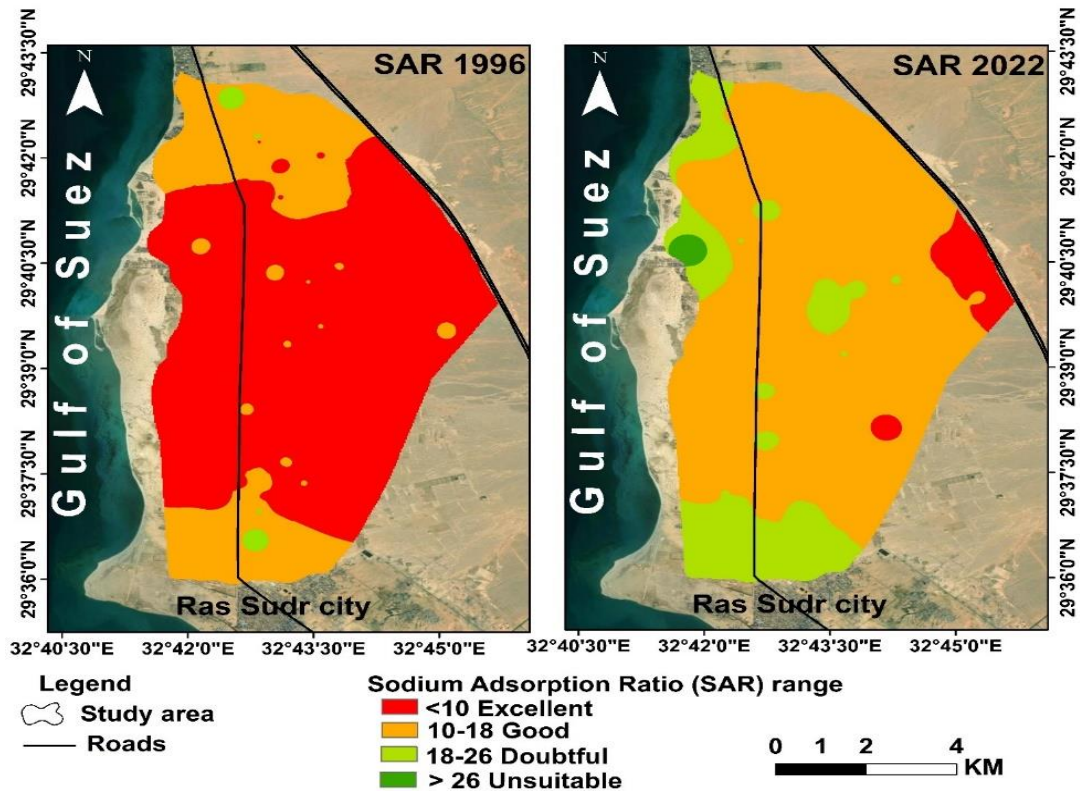 N
SAR 1996
29°43'30"N
29°42'0"N
29°40'30"N
29°39'0"N
29°37'30"N
29°36'0"N
Gulf of Suez
Ras Sudr city
32°40'30"E 32°42'0"E 32°43'30"E 32°45'0"E
N
SAR 2022
Gulf of Suez
Ras Sudr city
29°43'30"N
29°42'0"N
29°40'30"N
29°39'0"N
29°37'30"N
29°36'0"N
32°40'30"E 32°42'0"E 32°43'30"E 32°45'0"E
Legend
Study area
Roads
Sodium Adsorption Ratio (SAR) range
<10 Excellent
10-18 Good
18-26 Doubtful
> 26 Unsuitable
0 1 2 4
KM